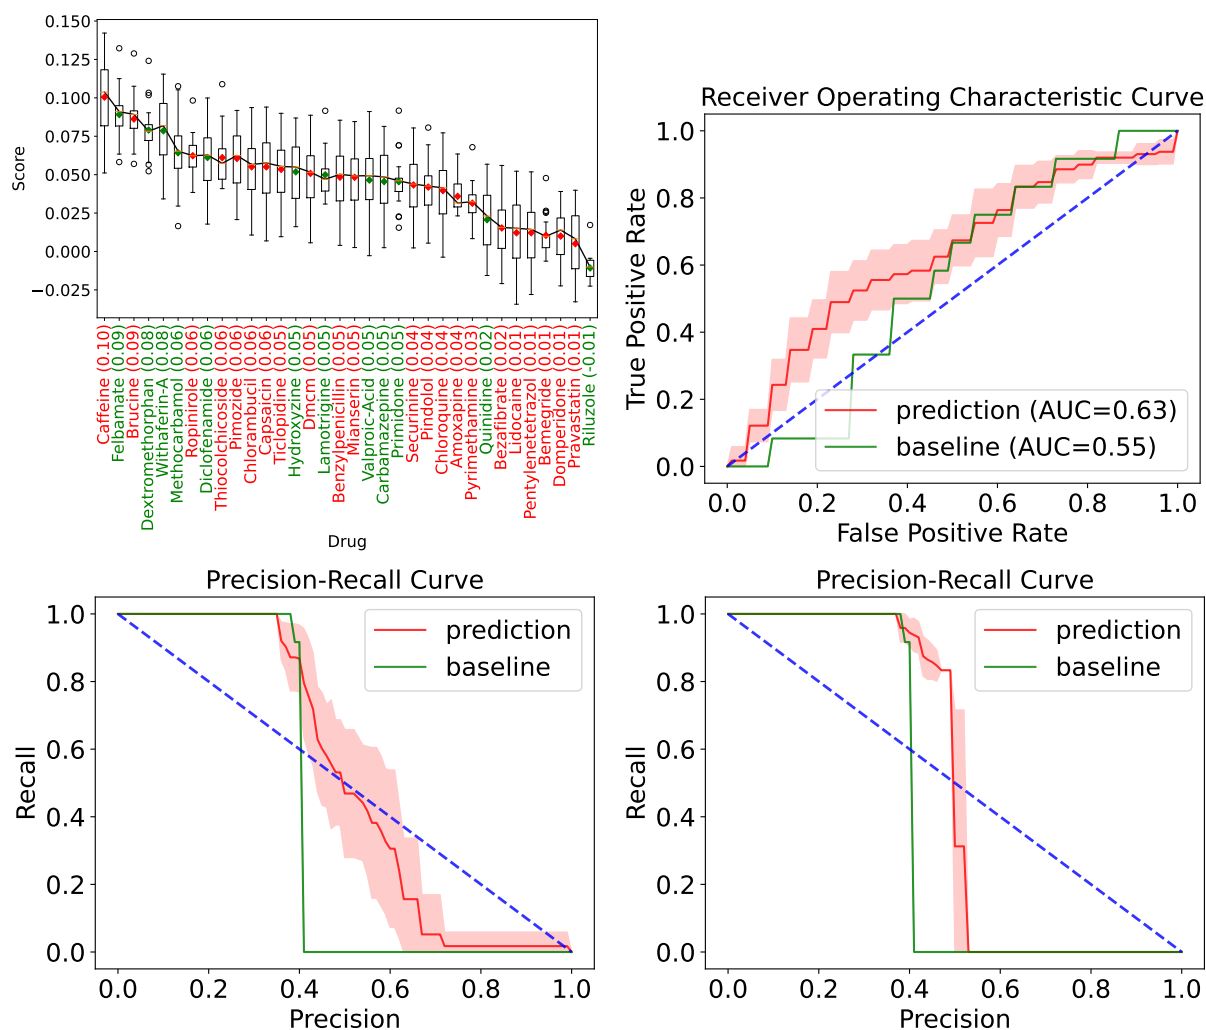 0.150
0.125
0.100
0.075
0.050
0.025
0.000
−0.025
Score
Caffeine (0.10)
Felbamate (0.09)
Brucine (0.09)
Dextromethorphan (0.08)
Withaferin-A (0.08)
Methocarbamol (0.06)
Ropinirole (0.06)
Diclofenamide (0.06)
Thiocolchicoside (0.06)
Pimozide (0.06)
Chlorambucil (0.06)
Capsaicin (0.06)
Ticlopidine (0.05)
Hydroxyzine (0.05)
Dmcm (0.05)
Lamotrigine (0.05)
Benzylpenicillin (0.05)
Mianserin (0.05)
Valproic-Acid (0.05)
Carbamazepine (0.05)
Primidone (0.05)
Securinine (0.04)
Pindolol (0.04)
Chloroquine (0.04)
Amoxapine (0.04)
Pyrimethamine (0.03)
Quinidine (0.02)
Bezafibrate (0.02)
Lidocaine (0.01)
Pentylenetetrazol (0.01)
Bemegride (0.01)
Domperidone (0.01)
Pravastatin (0.01)
Riluzole (-0.01)
Drug
Receiver Operating Characteristic Curve
1.0
0.8
0.6
0.4
0.2
0.0
True Positive Rate
prediction (AUC=0.63)
baseline (AUC=0.55)
0.0 0.2 0.4 0.6 0.8 1.0
False Positive Rate
Precision-Recall Curve
1.0
0.8
0.6
0.4
0.2
0.0
Recall
prediction
baseline
0.0 0.2 0.4 0.6 0.8 1.0
Precision
Precision-Recall Curve
1.0
0.8
0.6
0.4
0.2
0.0
Recall
prediction
baseline
0.0 0.2 0.4 0.6 0.8 1.0
Precision